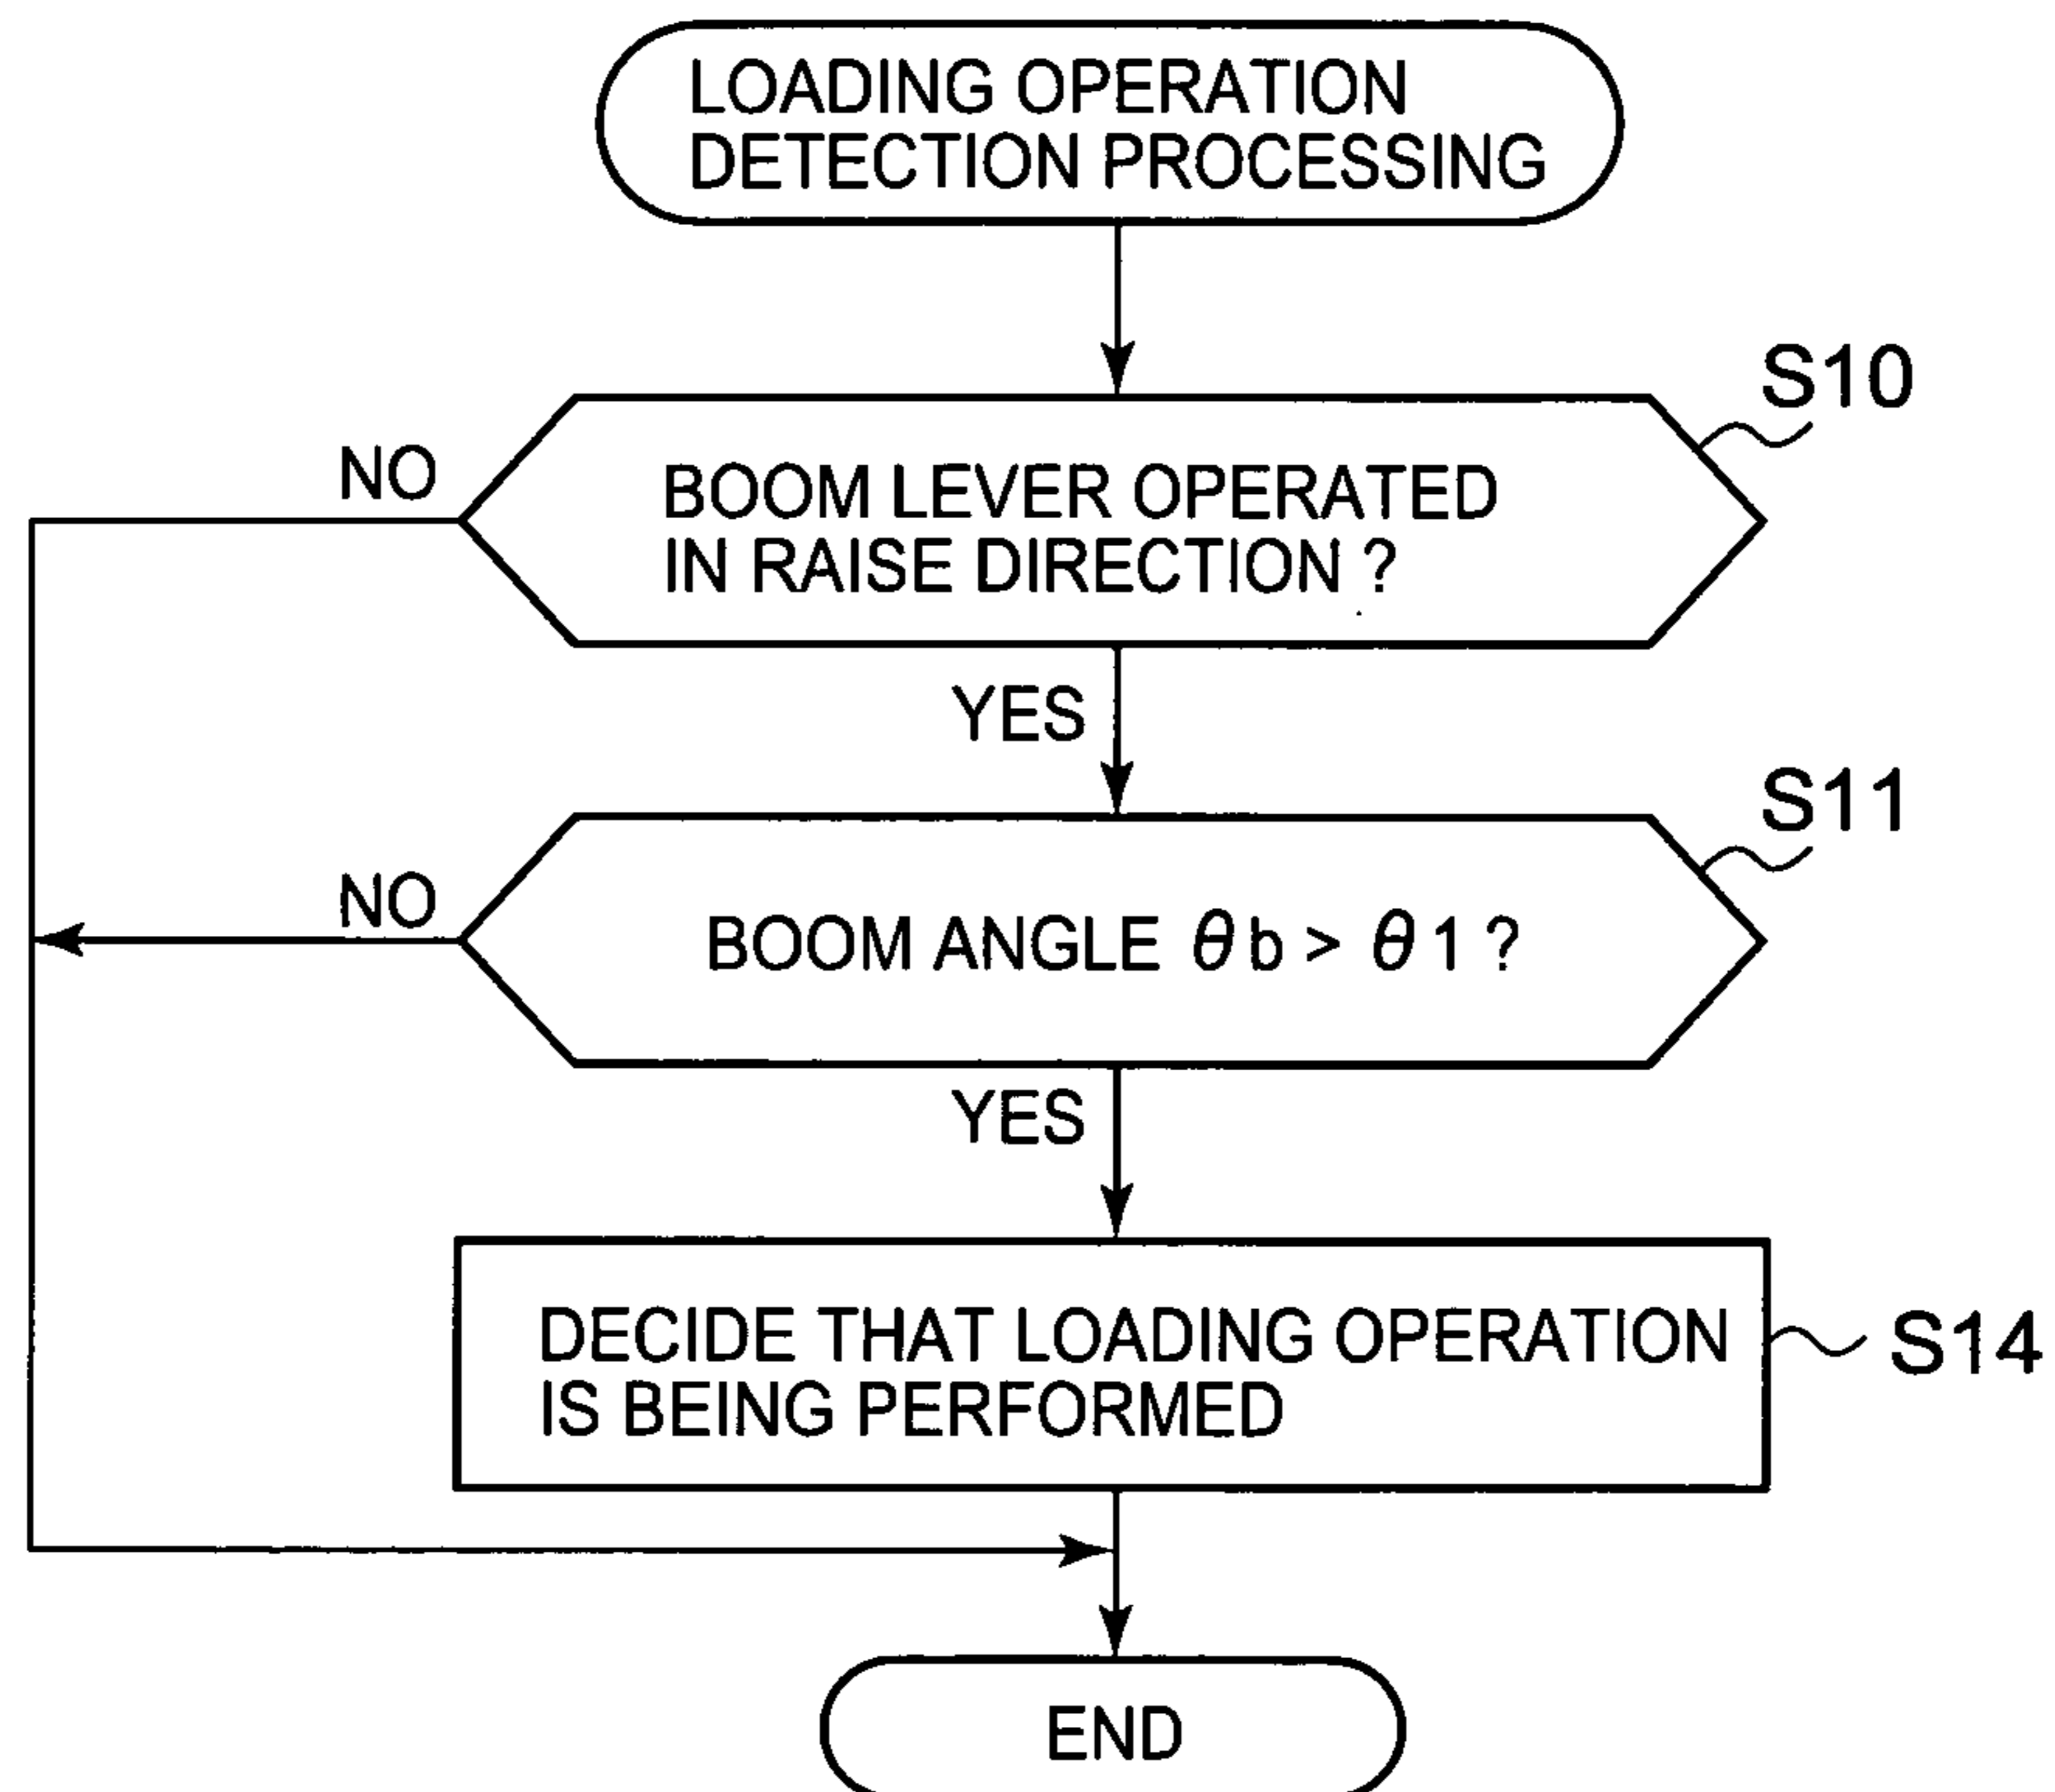 LOADING OPERATION
DETECTION PROCESSING
S10
NO
BOOM LEVER OPERATED
IN RAISE DIRECTION ?
YES
S11
NO
BOOM ANGLE θb > θ1 ?
YES
DECIDE THAT LOADING OPERATION
IS BEING PERFORMED
S14
END